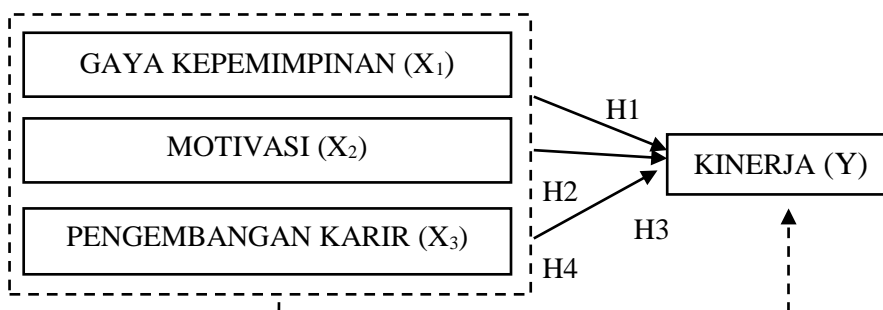 GAYA KEPEMIMPINAN (X₁)
H1
MOTIVASI (X₂)
KINERJA (Y)
H2
PENGEMBANGAN KARIR (X₃)
H3
H4